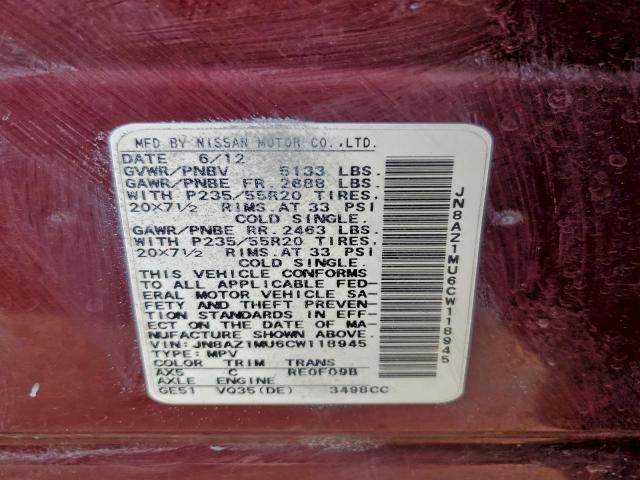 MFD BY NISSAN MOTOR CO.,LTD.
DATE 6/12
GVWR/PNBV 5133 LBS.
GAWR/PNBE FR. 2688 LBS.
WITH P235/55R20 TIRES.
20X7½ RIMS. AT 33 PSI
COLD SINGLE.
GAWR/PNBE RR. 2463 LBS.
WITH P235/55R20 TIRES.
20X7½ RIMS. AT 33 PSI
COLD SINGLE.
THIS VEHICLE CONFORMS
TO ALL APPLICABLE FED-
ERAL MOTOR VEHICLE SA-
FETY AND THEFT PREVEN-
TION STANDARDS IN EFF-
ECT ON THE DATE OF MA-
NUFACTURE SHOWN ABOVE.
VIN: JN8AZ1MU6CW118945
TYPE: MPV
COLOR TRIM TRANS
AX5 C RE0F09B
AXLE ENGINE
GE51 VQ35(DE) 3498CC
JN8AZ1MU6CW118945